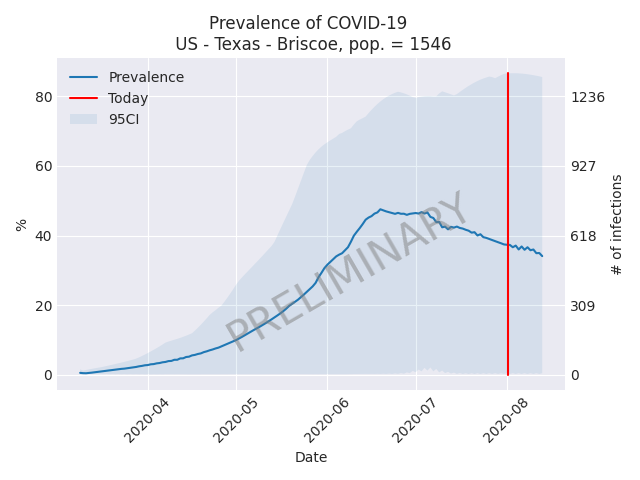 Prevalence of COVID-19
US - Texas - Briscoe, pop. = 1546
Prevalence
Today
95CI
80
60
40
20
0
%
1236
927
618
309
0
# of infections
PRELIMINARY
2020-04
2020-05
2020-06
2020-07
2020-08
Date